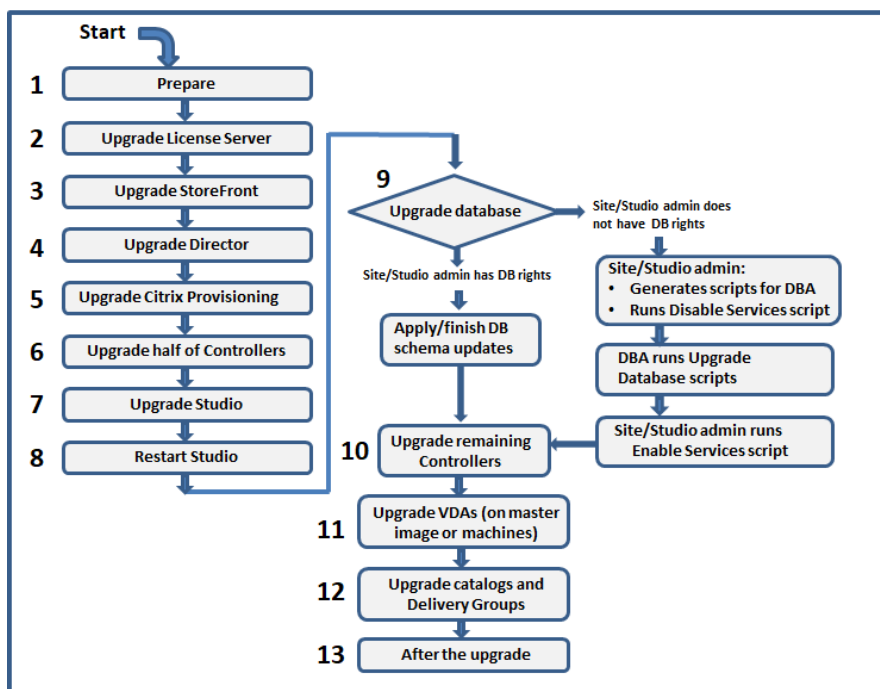 Start
1 Prepare
2 Upgrade License Server
3 Upgrade StoreFront
4 Upgrade Director
5 Upgrade Citrix Provisioning
6 Upgrade half of Controllers
7 Upgrade Studio
8 Restart Studio
9
Upgrade database
Site/Studio admin does
not have DB rights
Site/Studio admin:
• Generates scripts for DBA
• Runs Disable Services script
DBA runs Upgrade
Database scripts
Site/Studio admin runs
Enable Services script
Site/Studio admin has DB rights
Apply/finish DB
schema updates
10 Upgrade remaining
Controllers
11 Upgrade VDAs (on master
image or machines)
12 Upgrade catalogs and
Delivery Groups
13 After the upgrade